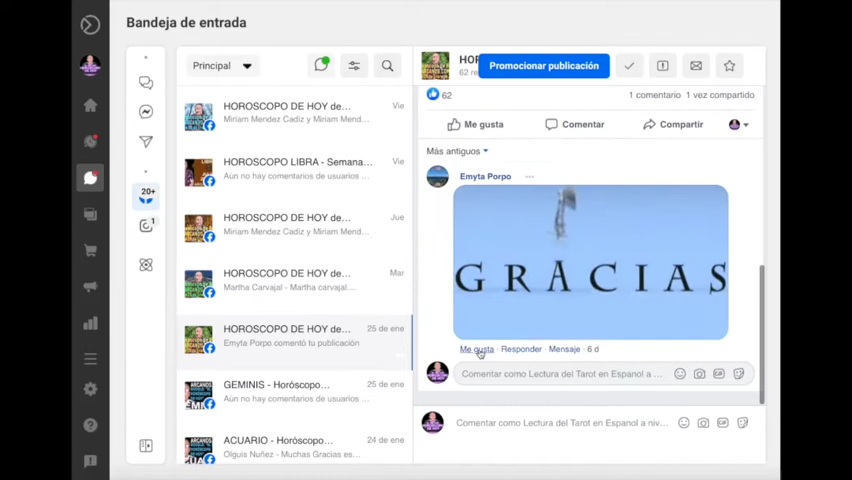 Bandeja de entrada
Principal
HOROSCOPO DE HOY de...
Vie
Miriam Mendez Cadiz y Miriam Mend...
HOROSCOPO LIBRA - Semana...
Vie
Aún no hay comentarios de usuarios ...
HOROSCOPO DE HOY de...
Jue
Miriam Mendez Cadiz y Miriam Mend...
HOROSCOPO DE HOY de...
Mar
Martha Carvajal - Martha carvajal....
HOROSCOPO DE HOY de...
25 de ene
Emyta Porpo comentó tu publicación
GEMINIS - Horóscopo...
25 de ene
Aún no hay comentarios de usuarios ...
ACUARIO - Horóscopo...
24 de ene
Olguis Nuñez - Muchas Gracias es...
20+
1
Promocionar publicación
62
1 comentario 1 vez compartido
Me gusta Comentar Compartir
Más antiguos
Emyta Porpo ...
GRACIAS
Me gusta · Responder · Mensaje · 6 d
Comentar como Lectura del Tarot en Espanol a ...
Comentar como Lectura del Tarot en Espanol a niv...